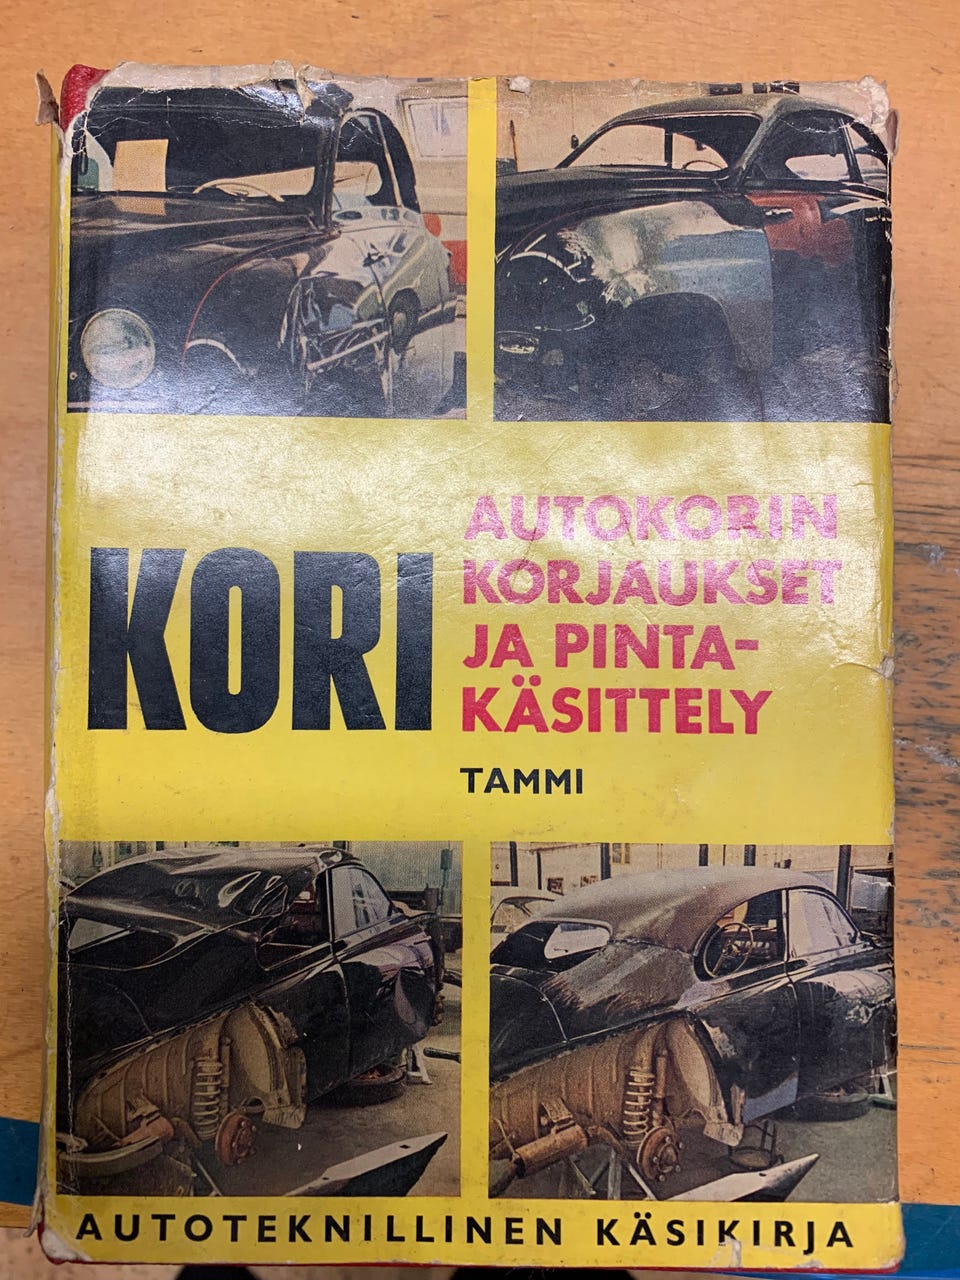 KORI
AUTOKORIN
KORJAUKSET
JA PINTA-
KÄSITTELY
TAMMI
AUTOTEKNILLINEN KÄSIKIRJA